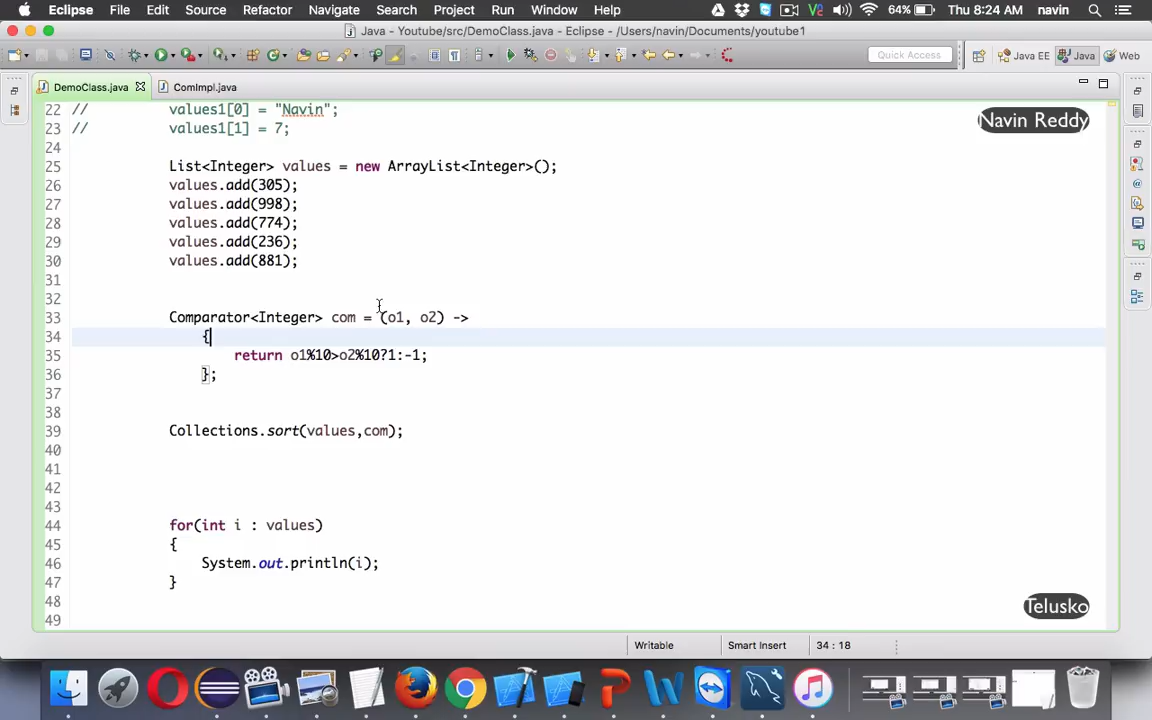 Eclipse File Edit Source Refactor Navigate Search Project Run Window Help 64% Thu 8:24 AM navin
Java - Youtube/src/DemoClass.java - Eclipse - /Users/navin/Documents/youtube1
Quick Access Java EE Java Web
DemoClass.java ComImpl.java
22 // values1[0] = "Navin";
Navin Reddy
23 // values1[1] = 7;
24
25 List<Integer> values = new ArrayList<Integer>();
26 values.add(305);
27 values.add(998);
28 values.add(774);
29 values.add(236);
30 values.add(881);
31
32
33 Comparator<Integer> com = (o1, o2) ->
34 {
35 return o1%10>o2%10?1:-1;
36 };
37
38
39 Collections.sort(values,com);
40
41
42
43
44 for(int i : values)
45 {
46 System.out.println(i);
47 }
48
Telusko
49
Writable Smart Insert 34 : 18